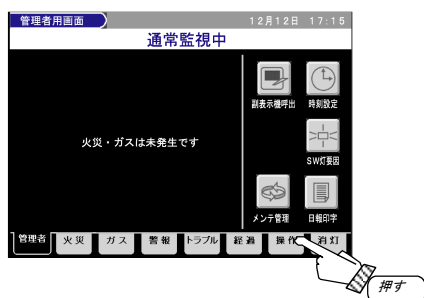 管理者用画面
12月12日 17:15
通常監視中
副表示機呼出
時刻設定
火災・ガスは未発生です
SW灯要因
メンテ管理
日報印字
管理者 火災 ガス 警報 トラブル 経過 操作 消灯
押す